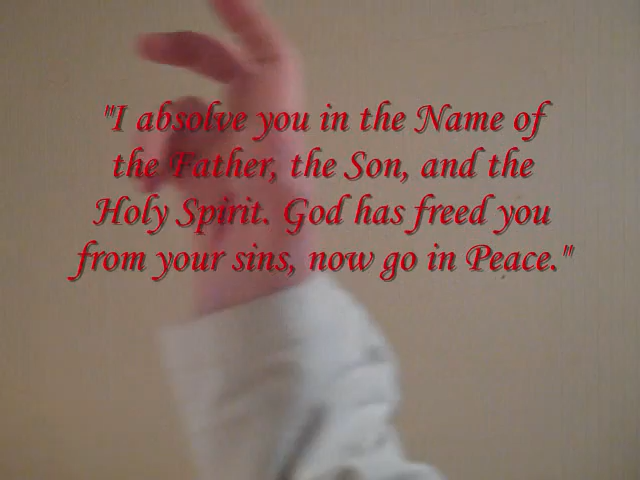 "I absolve you in the Name of
the Father, the Son, and the
Holy Spirit. God has freed you
from your sins, now go in Peace."